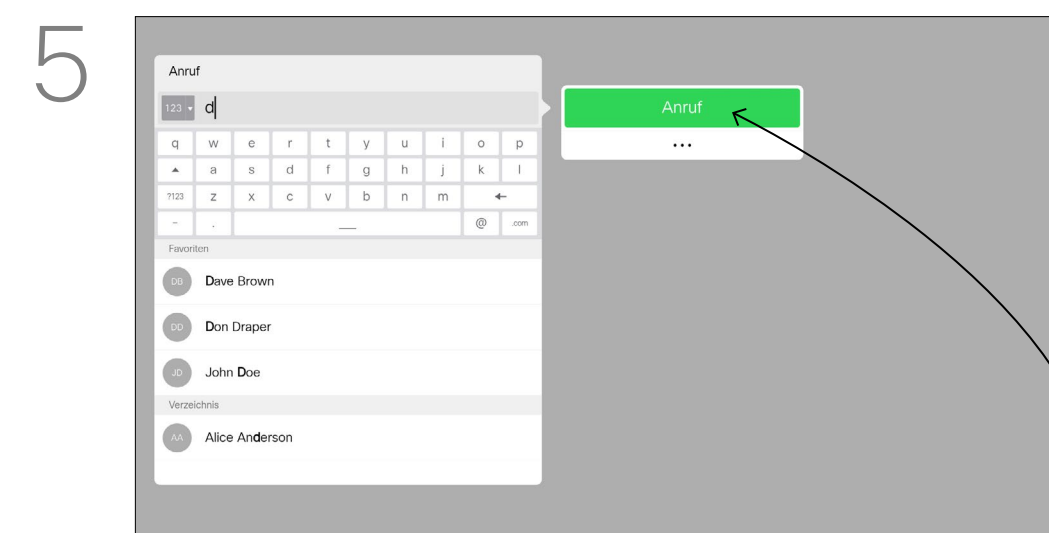 5
Anruf
123 d
Anruf
...
q w e r t y u i o p
a s d f g h j k l
?123 z x c v b n m
- . @ .com
Favoriten
DB Dave Brown
DD Don Draper
JD John Doe
Verzeichnis
AA Alice Anderson